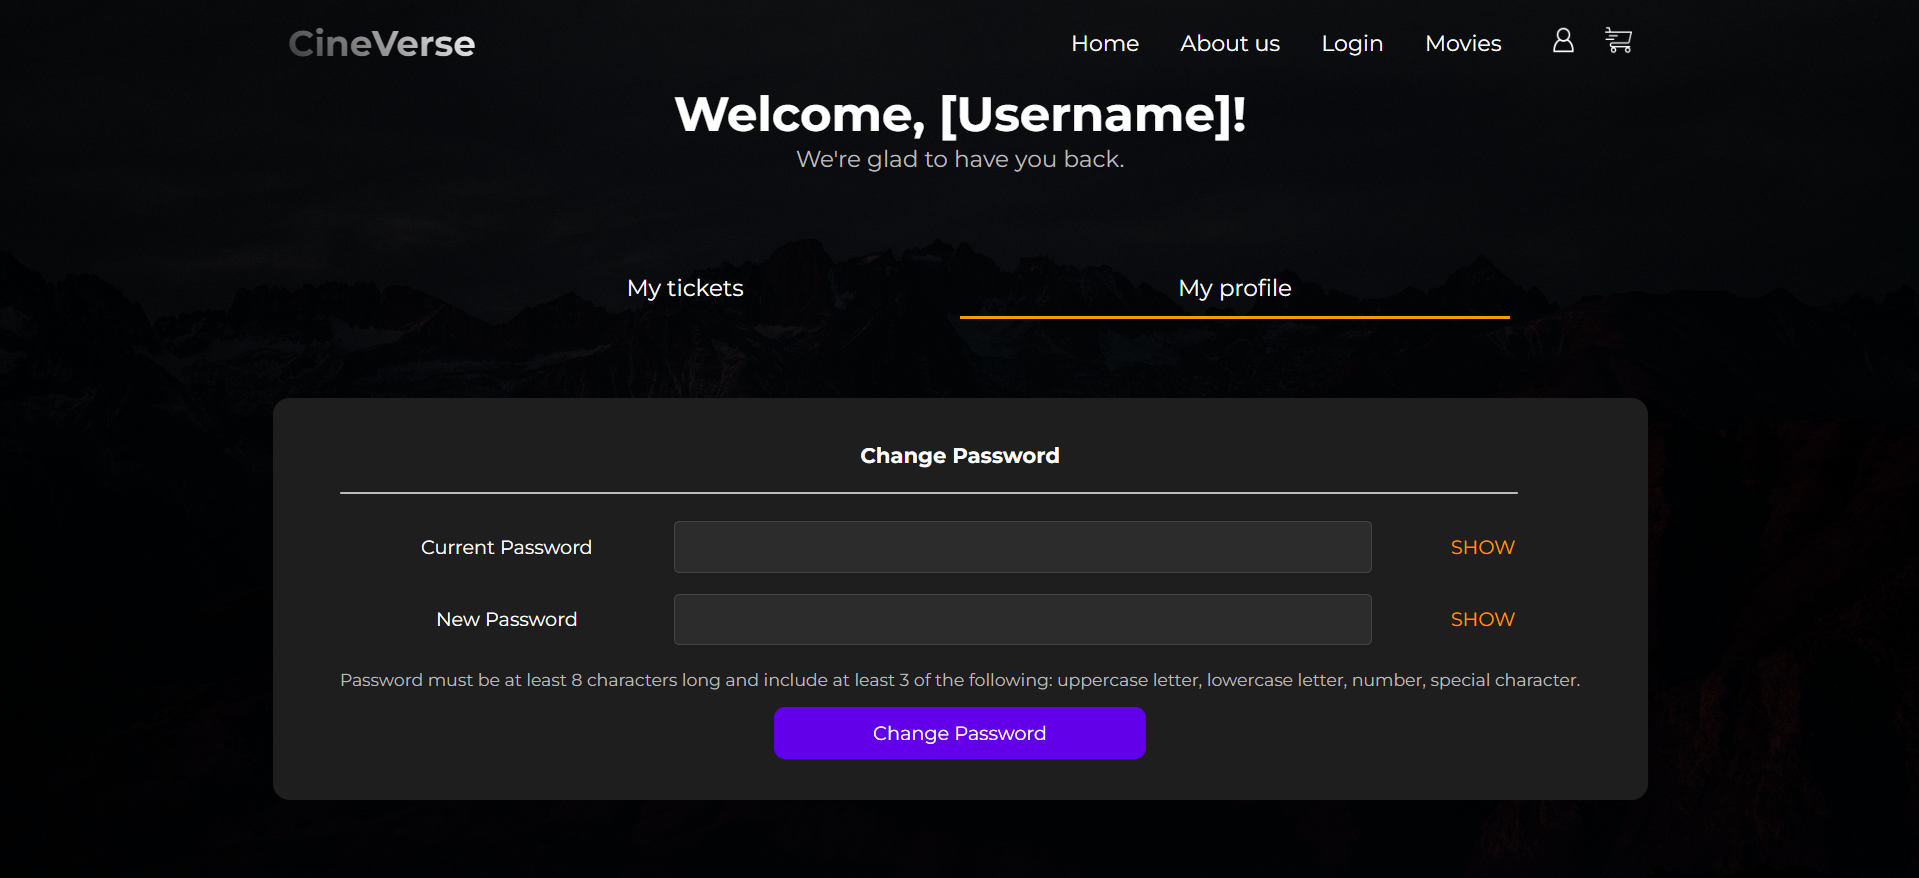 CineVerse
Home About us Login Movies
Welcome, [Username]!
We're glad to have you back.
My tickets My profile
Change Password
Current Password SHOW
New Password SHOW
Password must be at least 8 characters long and include at least 3 of the following: uppercase letter, lowercase letter, number, special character.
Change Password